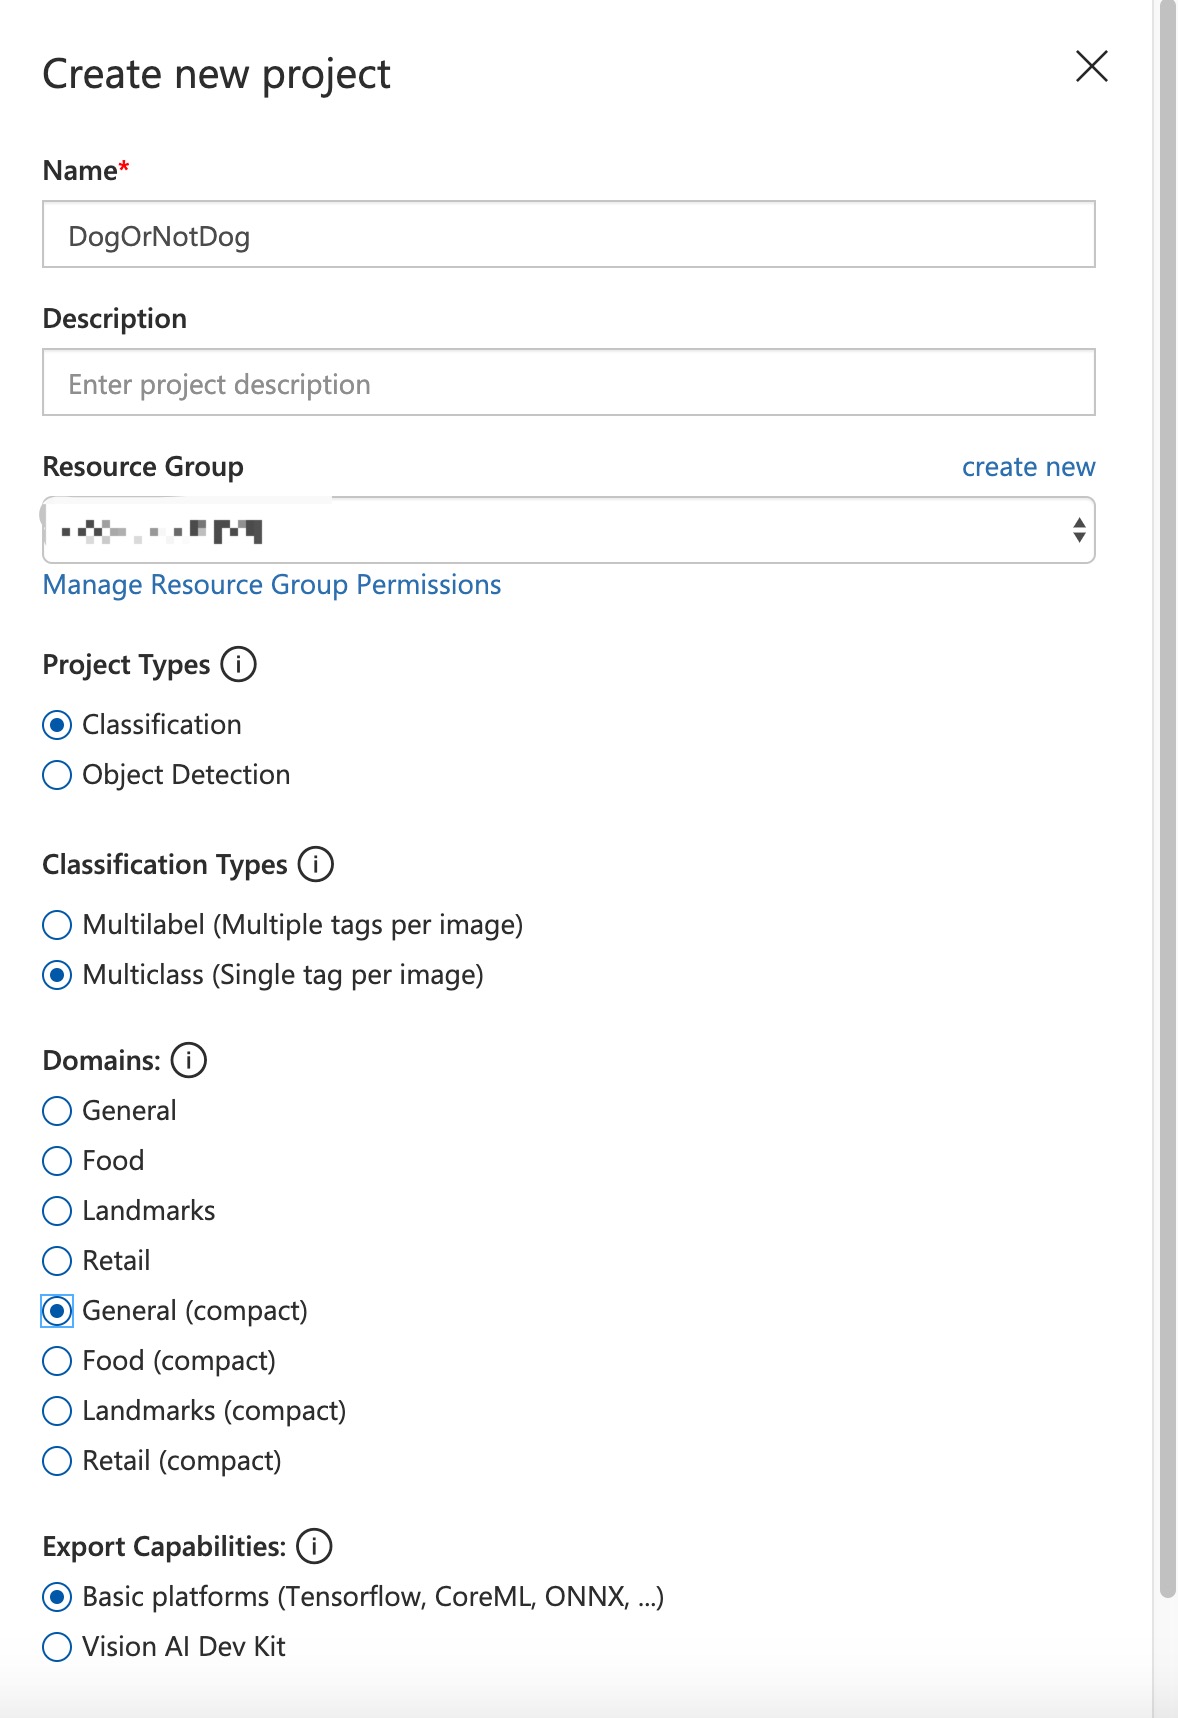 Create new project
Name*
DogOrNotDog
Description
Enter project description
Resource Group create new
Manage Resource Group Permissions
Project Types
Classification
Object Detection
Classification Types
Multilabel (Multiple tags per image)
Multiclass (Single tag per image)
Domains:
General
Food
Landmarks
Retail
General (compact)
Food (compact)
Landmarks (compact)
Retail (compact)
Export Capabilities:
Basic platforms (Tensorflow, CoreML, ONNX, ...)
Vision AI Dev Kit